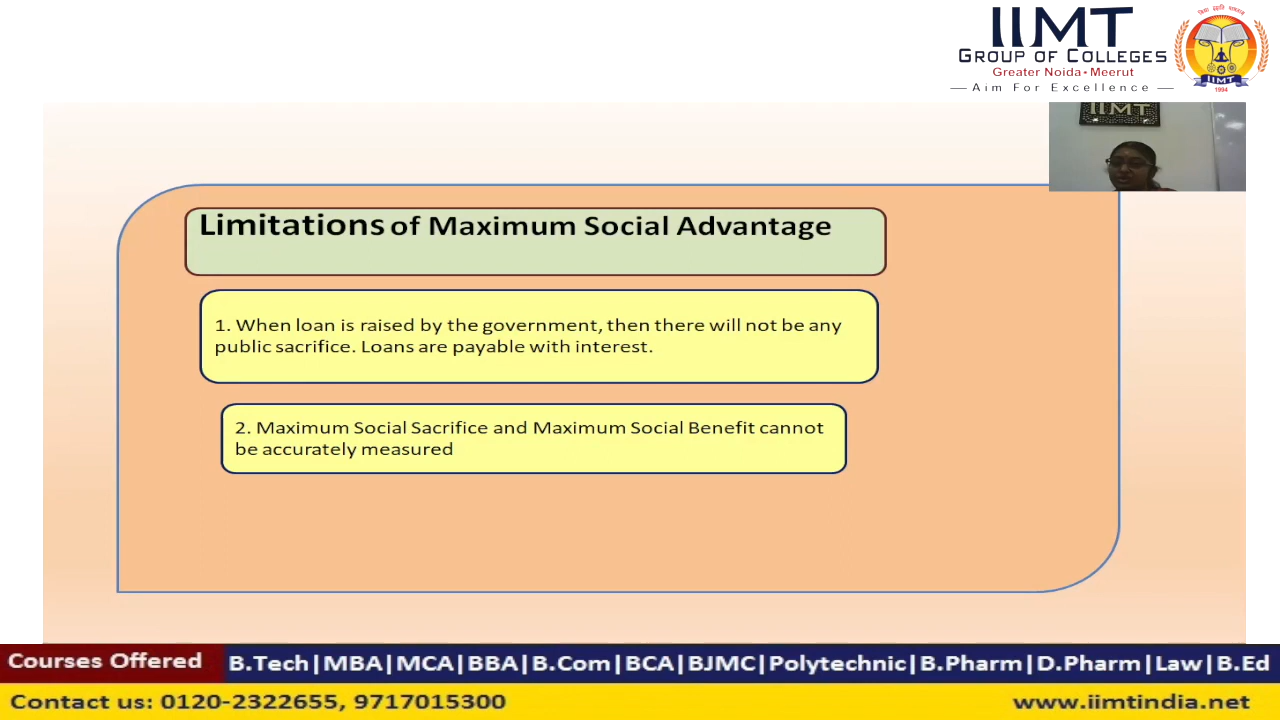 IIMT
GROUP OF COLLEGES
Greater Noida • Meerut
— Aim For Excellence —
IIMT
1994
IIMT
Limitations of Maximum Social Advantage
1. When loan is raised by the government, then there will not be any
public sacrifice. Loans are payable with interest.
2. Maximum Social Sacrifice and Maximum Social Benefit cannot
be accurately measured
Courses Offered B.Tech|MBA|MCA|BBA|B.Com|BCA|BJMC|Polytechnic|B.Pharm|D.Pharm|Law|B.Ed
Contact us: 0120-2322655, 9717015300 www.iimtindia.net